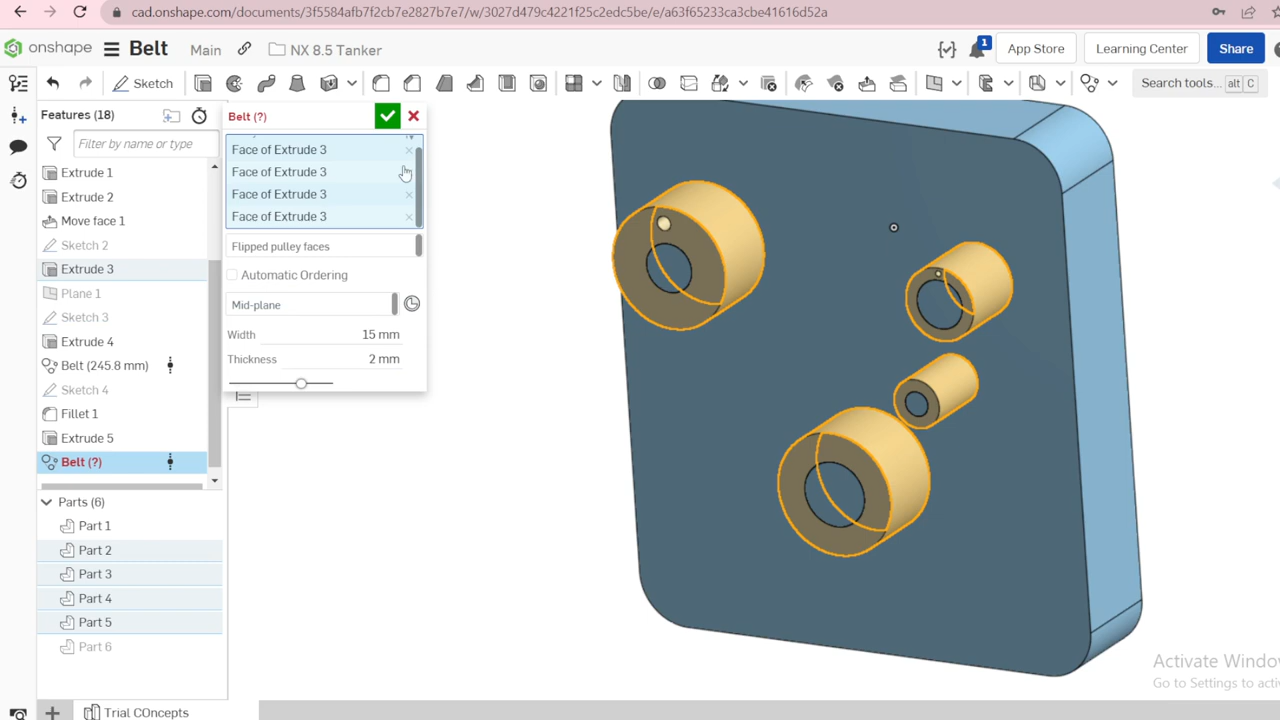 cad.onshape.com/documents/3f5584afb7f2cb7e2827b7e7/w/3027d479c4221f25c2edc5be/e/a63f65233ca3cbe41616d52a
onshape Belt Main NX 8.5 Tanker 1 App Store Learning Center Share
Sketch Search tools... alt C
Features (18)
Filter by name or type
Extrude 1
Extrude 2
Move face 1
Sketch 2
Extrude 3
Plane 1
Sketch 3
Extrude 4
Belt (245.8 mm)
Sketch 4
Fillet 1
Extrude 5
Belt (?)
Parts (6)
Part 1
Part 2
Part 3
Part 4
Part 5
Part 6
Belt (?)
Face of Extrude 3
Face of Extrude 3
Face of Extrude 3
Face of Extrude 3
Flipped pulley faces
Automatic Ordering
Mid-plane
Width 15 mm
Thickness 2 mm
Activate Windo
Go to Settings to acti
Trial COncepts